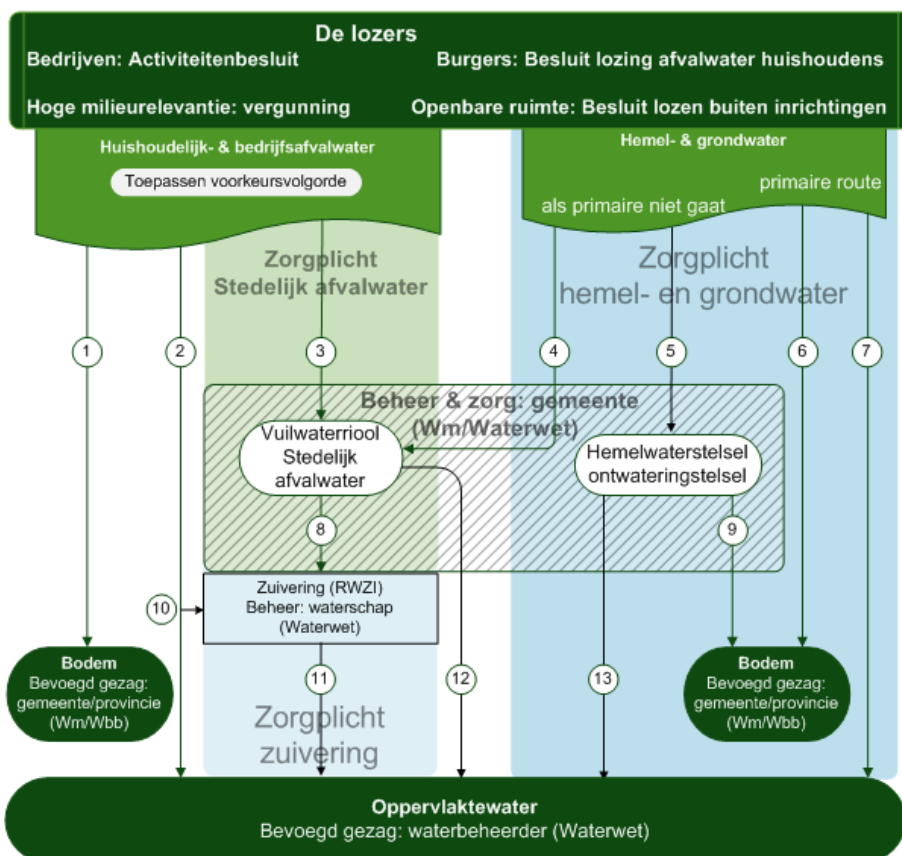 De lozers
Bedrijven: Activiteitenbesluit
Burgers: Besluit lozing afvalwater huishoudens
Hoge milieurelevantie: vergunning
Openbare ruimte: Besluit lozen buiten inrichtingen
Huishoudelijk- & bedrijfsafvalwater
Toepassen voorkeursvolgorde
Hemel- & grondwater
primaire route
als primaire niet gaat
Zorgplicht
Stedelijk afvalwater
Zorgplicht
hemel- en grondwater
1
2
3
4
5
6
7
Beheer & zorg: gemeente
(Wm/Waterwet)
Vuilwaterriool
Stedelijk
afvalwater
Hemelwaterstelsel
ontwateringstelsel
8
9
Zuivering (RWZI)
Beheer: waterschap
(Waterwet)
10
Bodem
Bevoegd gezag:
gemeente/provincie
(Wm/Wbb)
11
12
13
Bodem
Bevoegd gezag:
gemeente/provincie
(Wm/Wbb)
Zorgplicht
zuivering
Oppervlaktewater
Bevoegd gezag: waterbeheerder (Waterwet)